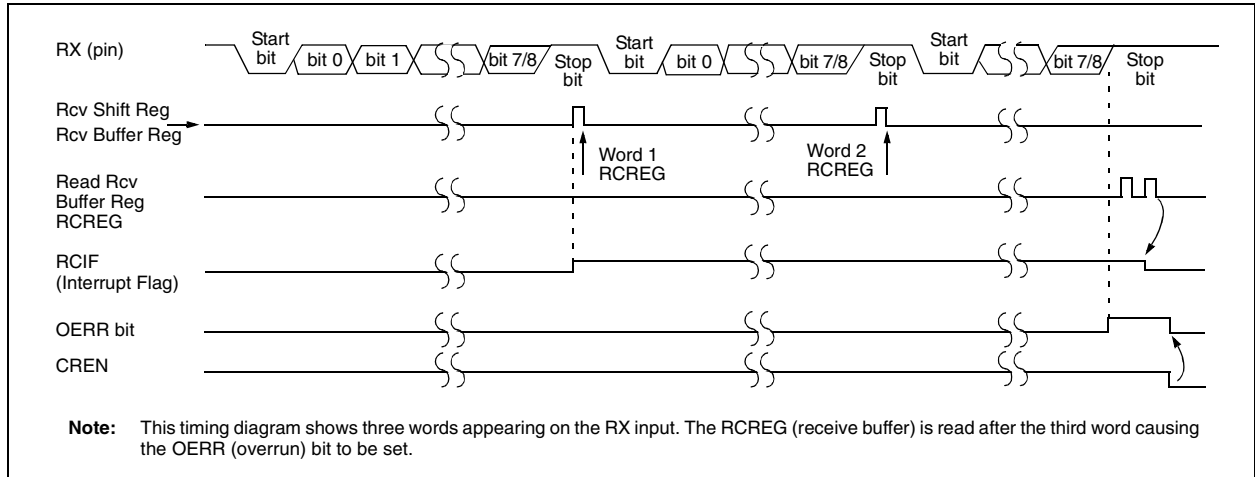 RX (pin)
Start bit
bit 0
bit 1
bit 7/8
Stop bit
Start bit
bit 0
bit 7/8
Stop bit
Start bit
bit 7/8
Stop bit
Rcv Shift Reg
Rcv Buffer Reg
Word 1
RCREG
Word 2
RCREG
Read Rcv
Buffer Reg
RCREG
RCIF
(Interrupt Flag)
OERR bit
CREN
Note: This timing diagram shows three words appearing on the RX input. The RCREG (receive buffer) is read after the third word causing
the OERR (overrun) bit to be set.